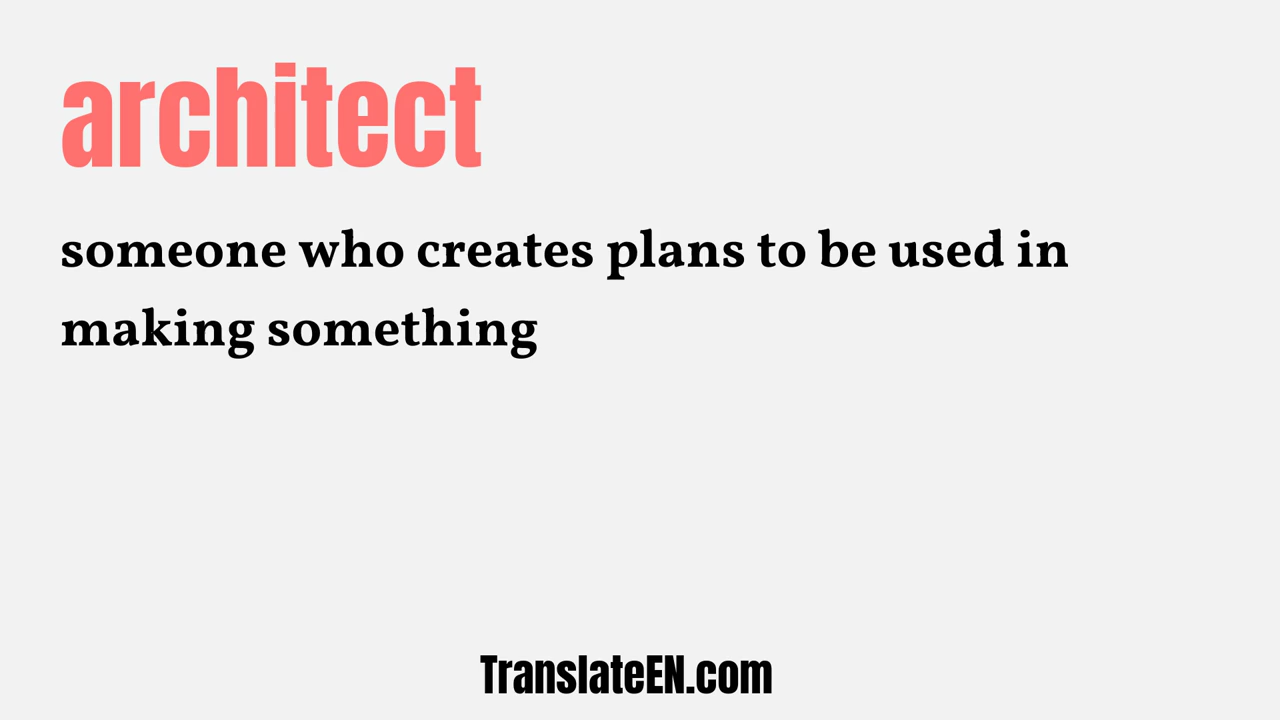 architect
someone who creates plans to be used in
making something
TranslateEN.com